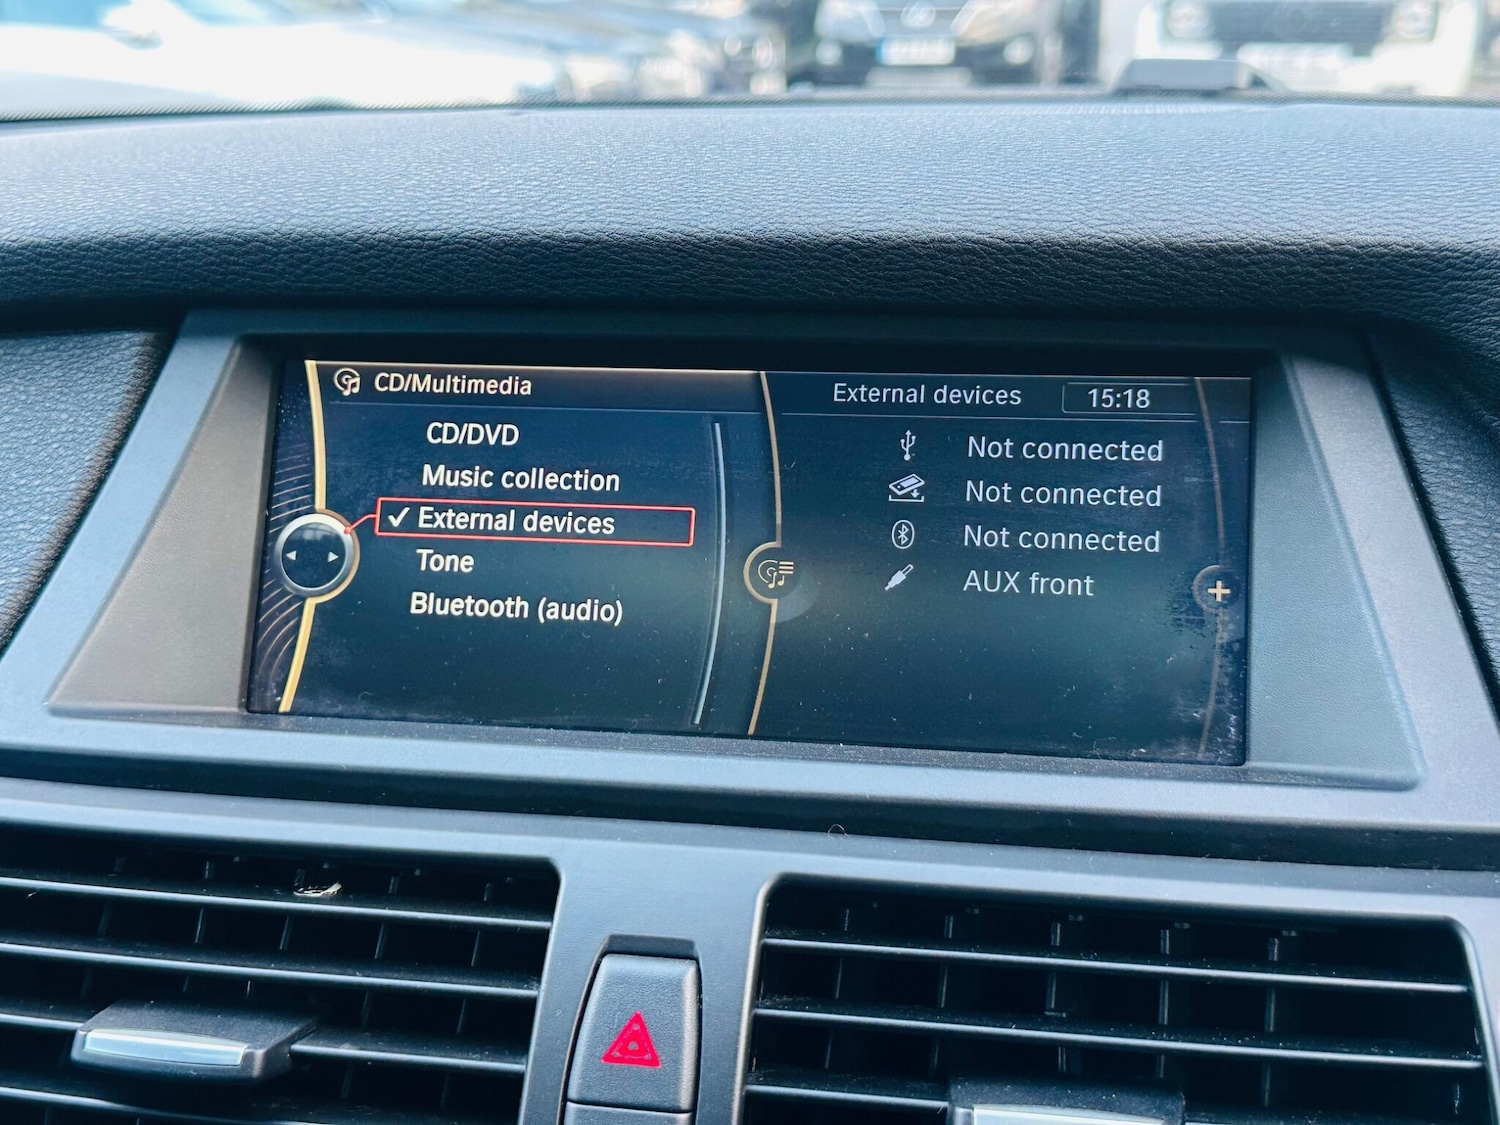 CD/Multimedia
CD/DVD
Music collection
External devices
Tone
Bluetooth (audio)
External devices
15:18
Not connected
Not connected
Not connected
AUX front